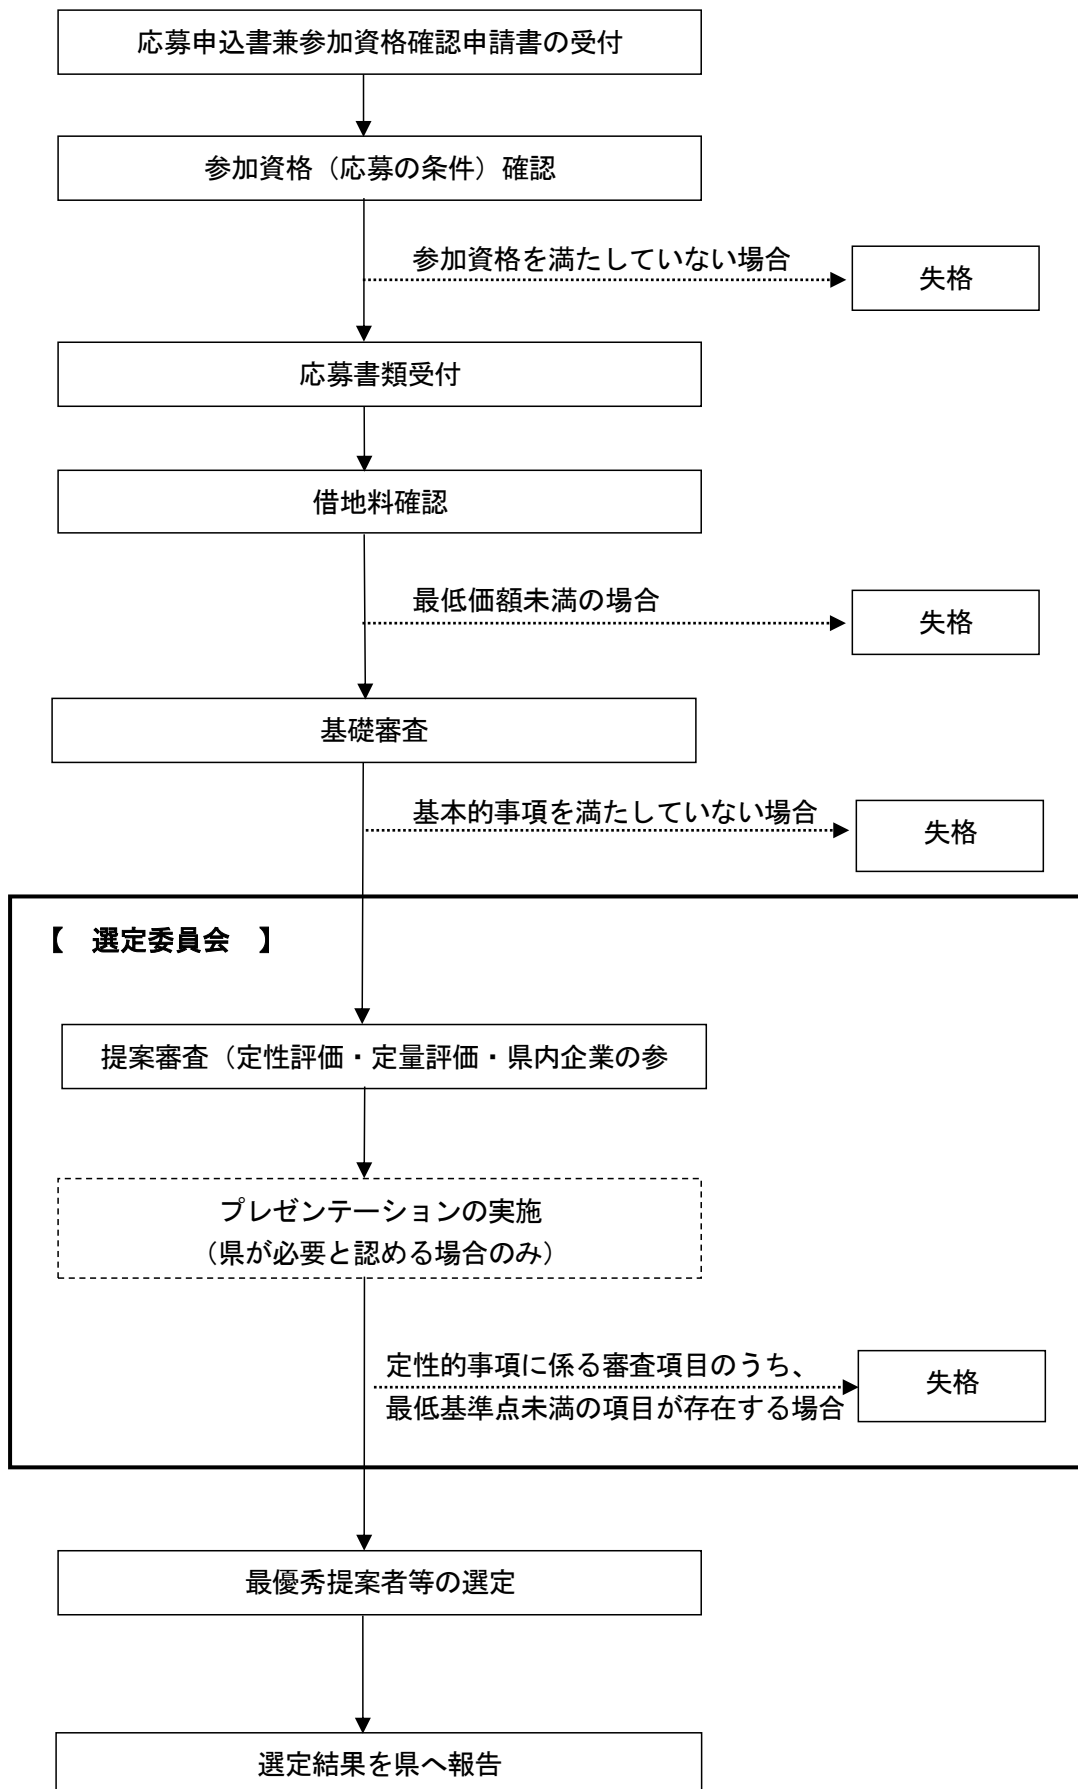 応募申込書兼参加資格確認申請書の受付
参加資格（応募の条件）確認
参加資格を満たしていない場合
失格
応募書類受付
借地料確認
最低価額未満の場合
失格
基礎審査
基本的事項を満たしていない場合
失格
【　選定委員会　】
提案審査（定性評価・定量評価・県内企業の参
プレゼンテーションの実施
（県が必要と認める場合のみ）
定性的事項に係る審査項目のうち、
最低基準点未満の項目が存在する場合
失格
最優秀提案者等の選定
選定結果を県へ報告